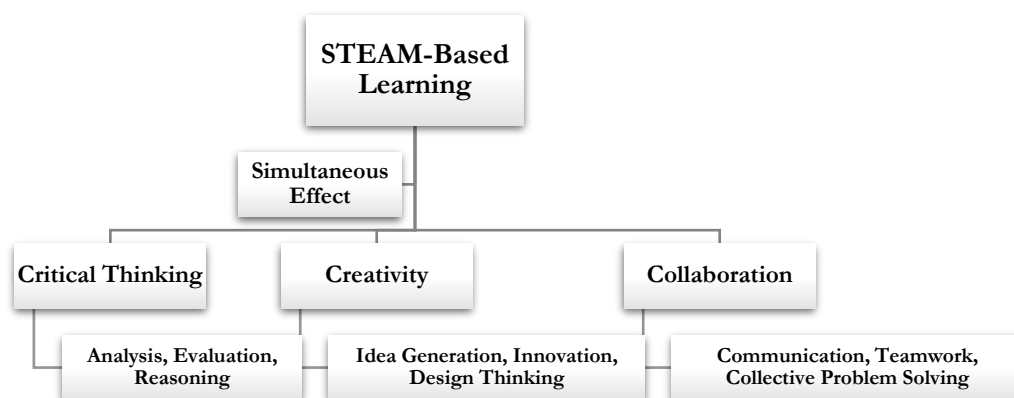 STEAM-Based
Learning
Simultaneous
Effect
Critical Thinking
Creativity
Collaboration
Analysis, Evaluation,
Reasoning
Idea Generation, Innovation,
Design Thinking
Communication, Teamwork,
Collective Problem Solving